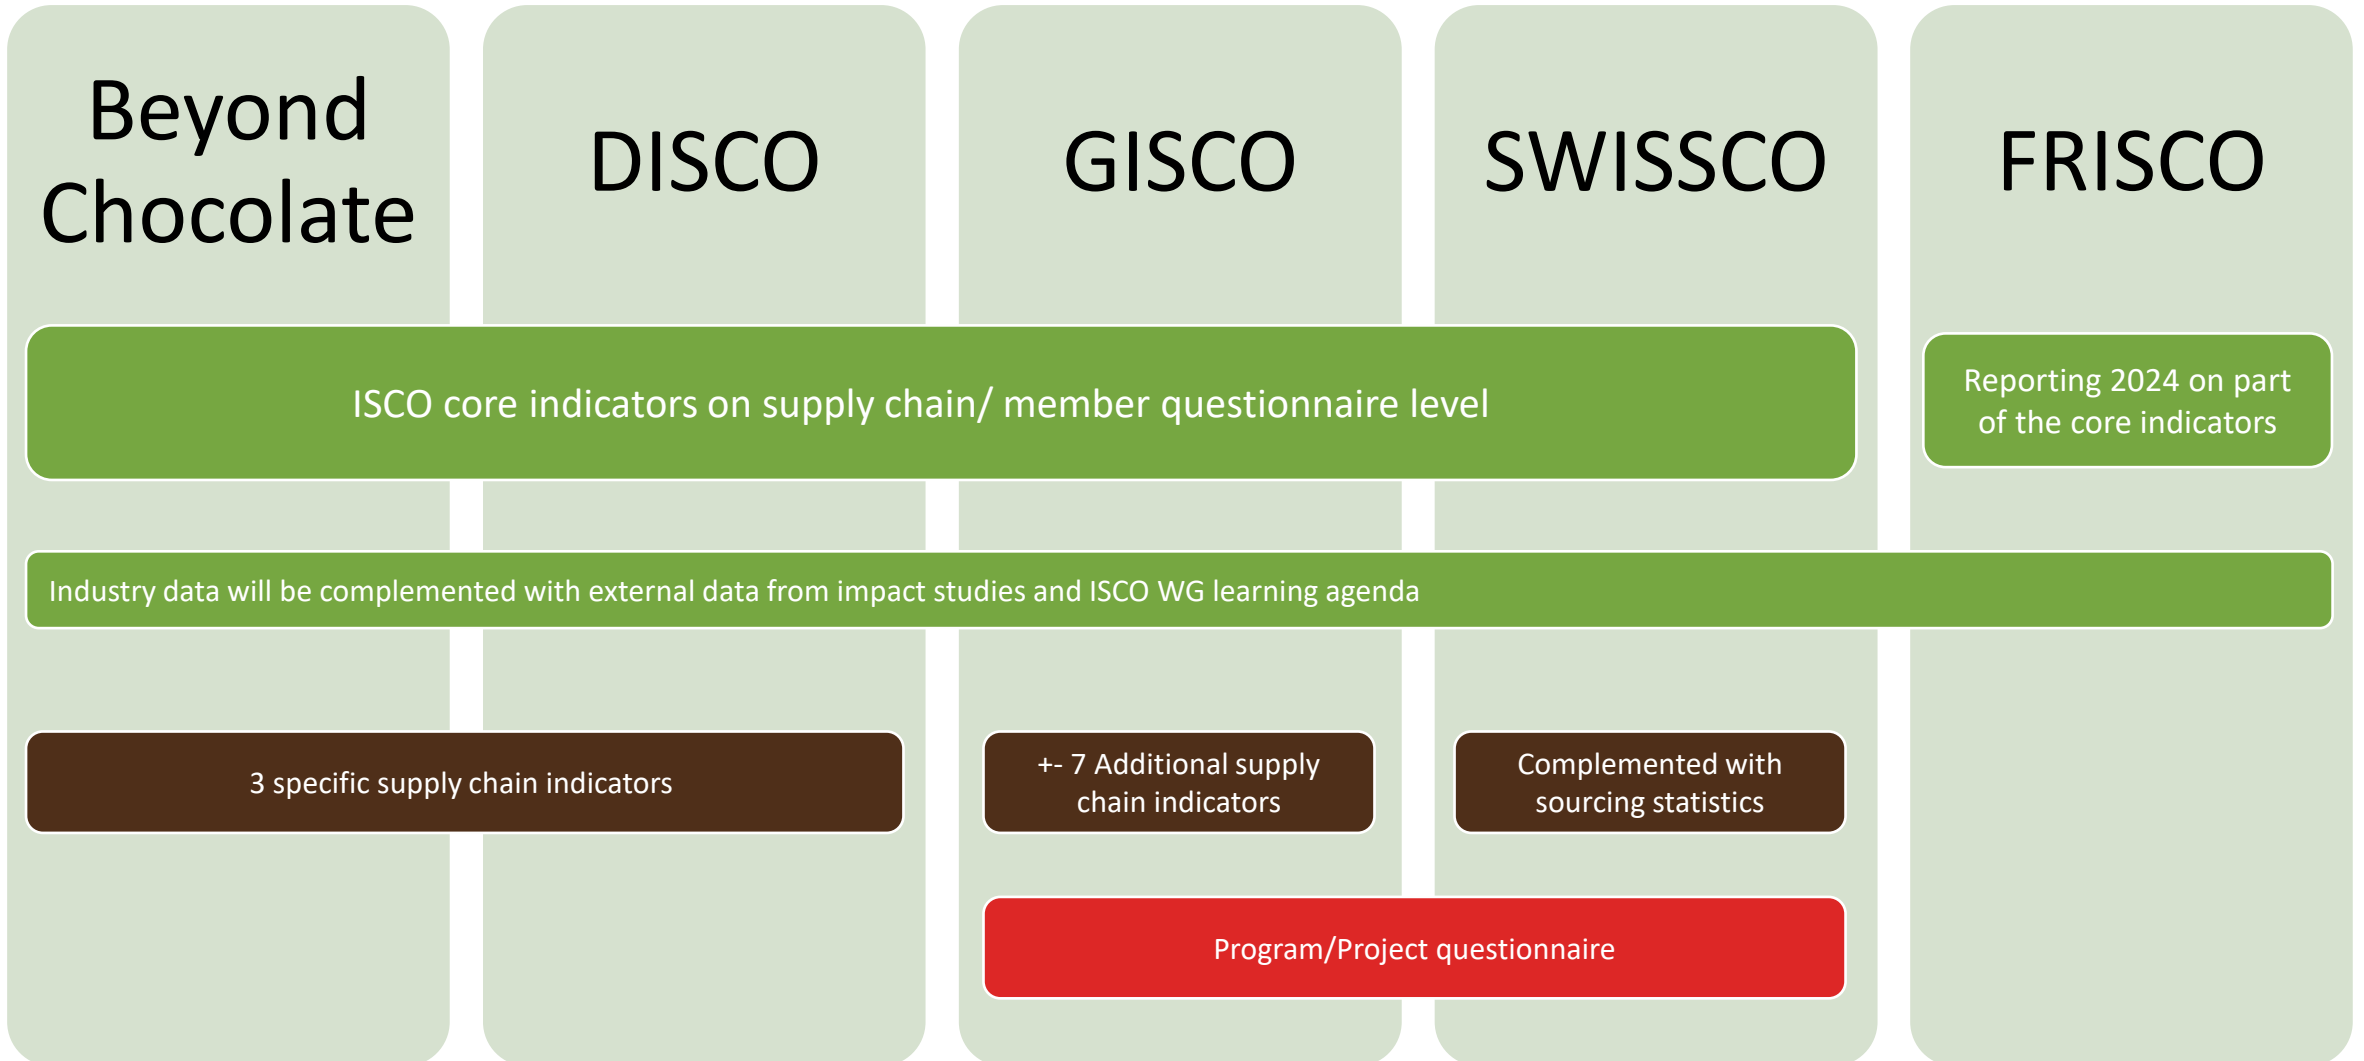 Beyond
Chocolate
DISCO
GISCO
SWISSCO
FRISCO
ISCO core indicators on supply chain/ member questionnaire level
Reporting 2024 on part
of the core indicators
Industry data will be complemented with external data from impact studies and ISCO WG learning agenda
3 specific supply chain indicators
+- 7 Additional supply
chain indicators
Complemented with
sourcing statistics
Program/Project questionnaire